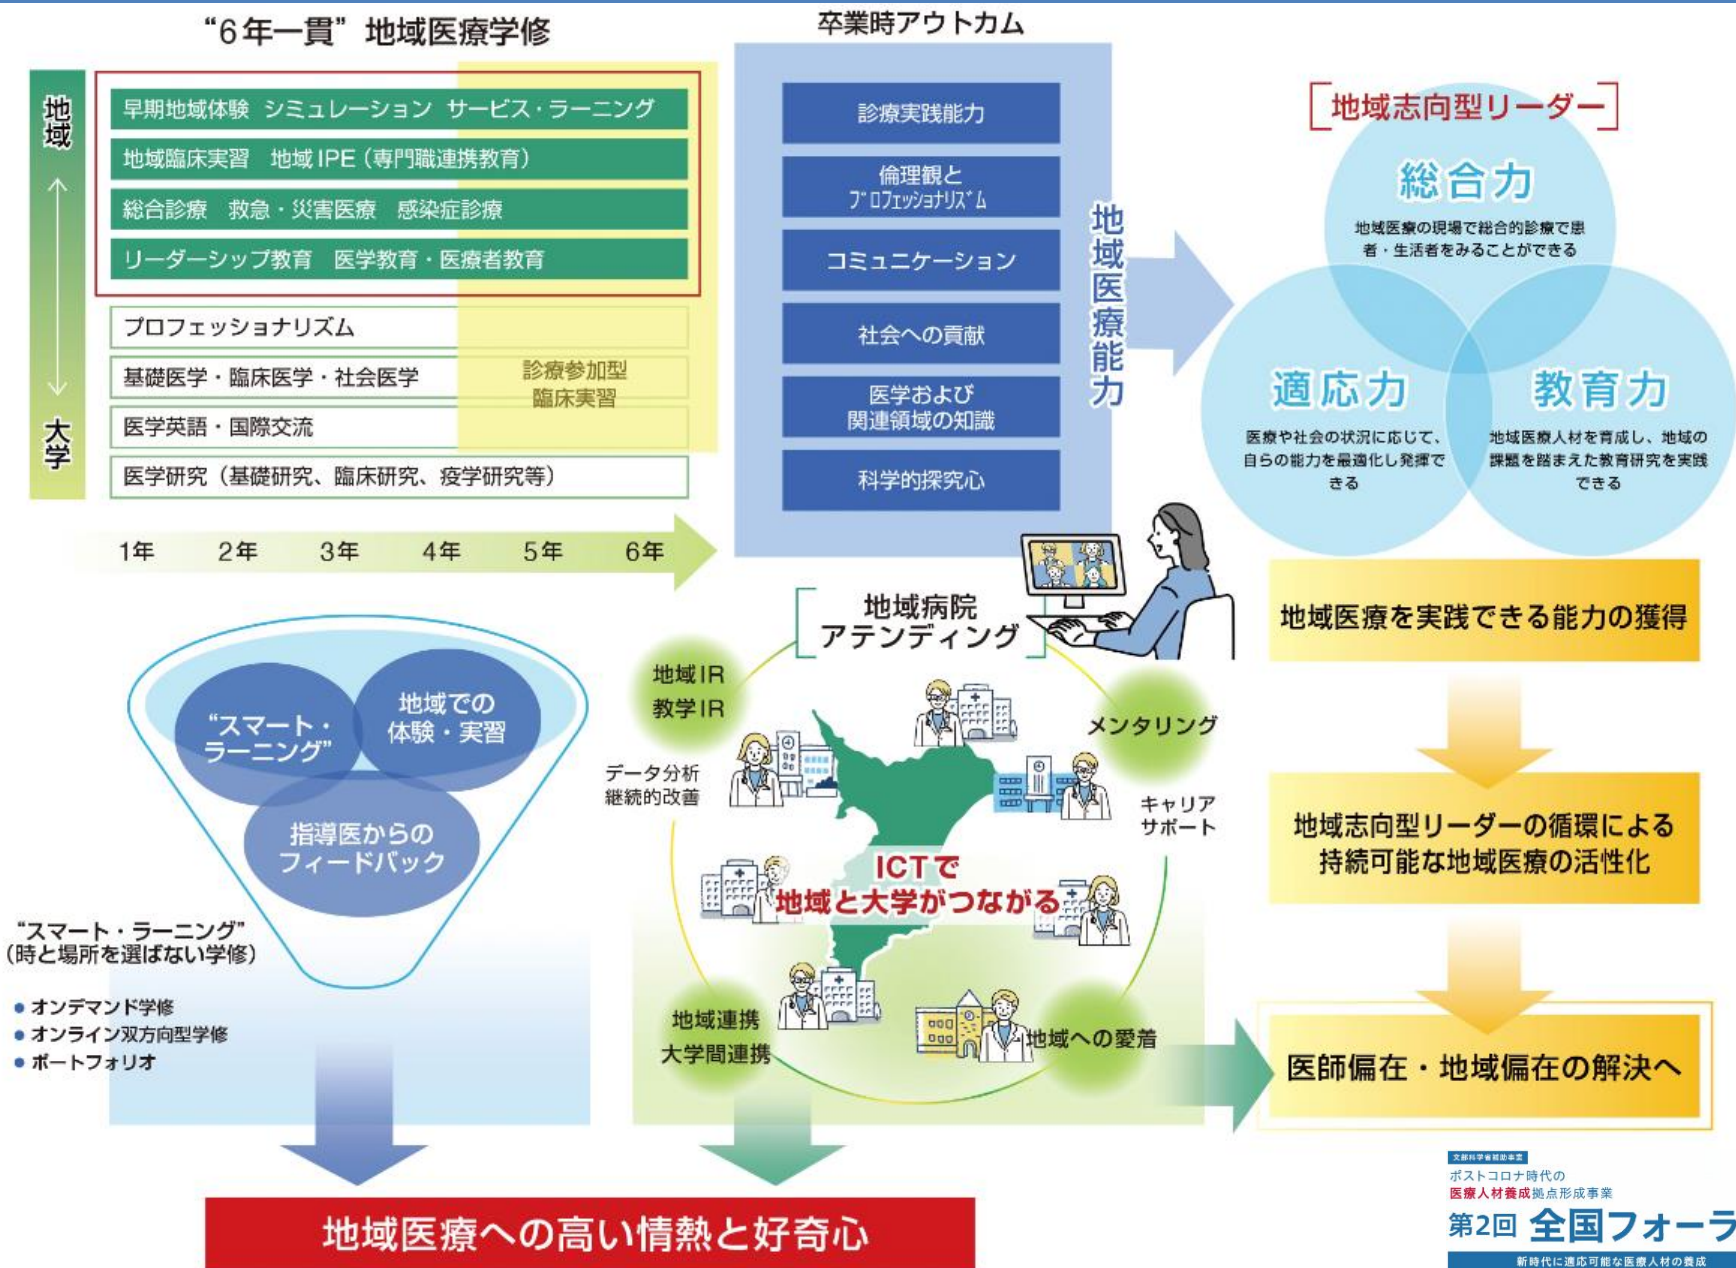 “6年一貫” 地域医療学修
地域
大学
早期地域体験 シミュレーション サービス・ラーニング
地域臨床実習 地域IPE（専門職連携教育）
総合診療 救急・災害医療 感染症診療
リーダーシップ教育 医学教育・医療者教育
プロフェッショナリズム
基礎医学・臨床医学・社会医学
医学英語・国際交流
医学研究（基礎研究、臨床研究、疫学研究等）
診療参加型
臨床実習
1年 2年 3年 4年 5年 6年
卒業時アウトカム
診療実践能力
倫理観と
プロフェッショナリズム
コミュニケーション
社会への貢献
医学および
関連領域の知識
科学的探究心
地域医療能力
地域志向型リーダー
総合力
地域医療の現場で総合的診療で患
者・生活者をみることができる
適応力
医療や社会の状況に応じて、
自らの能力を最適化し発揮で
きる
教育力
地域医療人材を育成し、地域の
課題を踏まえた教育研究を実践
できる
“スマート・
ラーニング”
地域での
体験・実習
指導医からの
フィードバック
“スマート・ラーニング”
（時と場所を選ばない学修）
● オンデマンド学修
● オンライン双方向型学修
● ポートフォリオ
地域病院
アテンディング
地域IR
教学IR
データ分析
継続的改善
メンタリング
キャリア
サポート
ICTで
地域と大学がつながる
地域連携
大学間連携
地域への愛着
地域医療を実践できる能力の獲得
地域志向型リーダーの循環による
持続可能な地域医療の活性化
医師偏在・地域偏在の解決へ
地域医療への高い情熱と好奇心
文部科学省補助事業
ポストコロナ時代の
医療人材養成拠点形成事業
第2回 全国フォーラ
新時代に適応可能な医療人材の養成